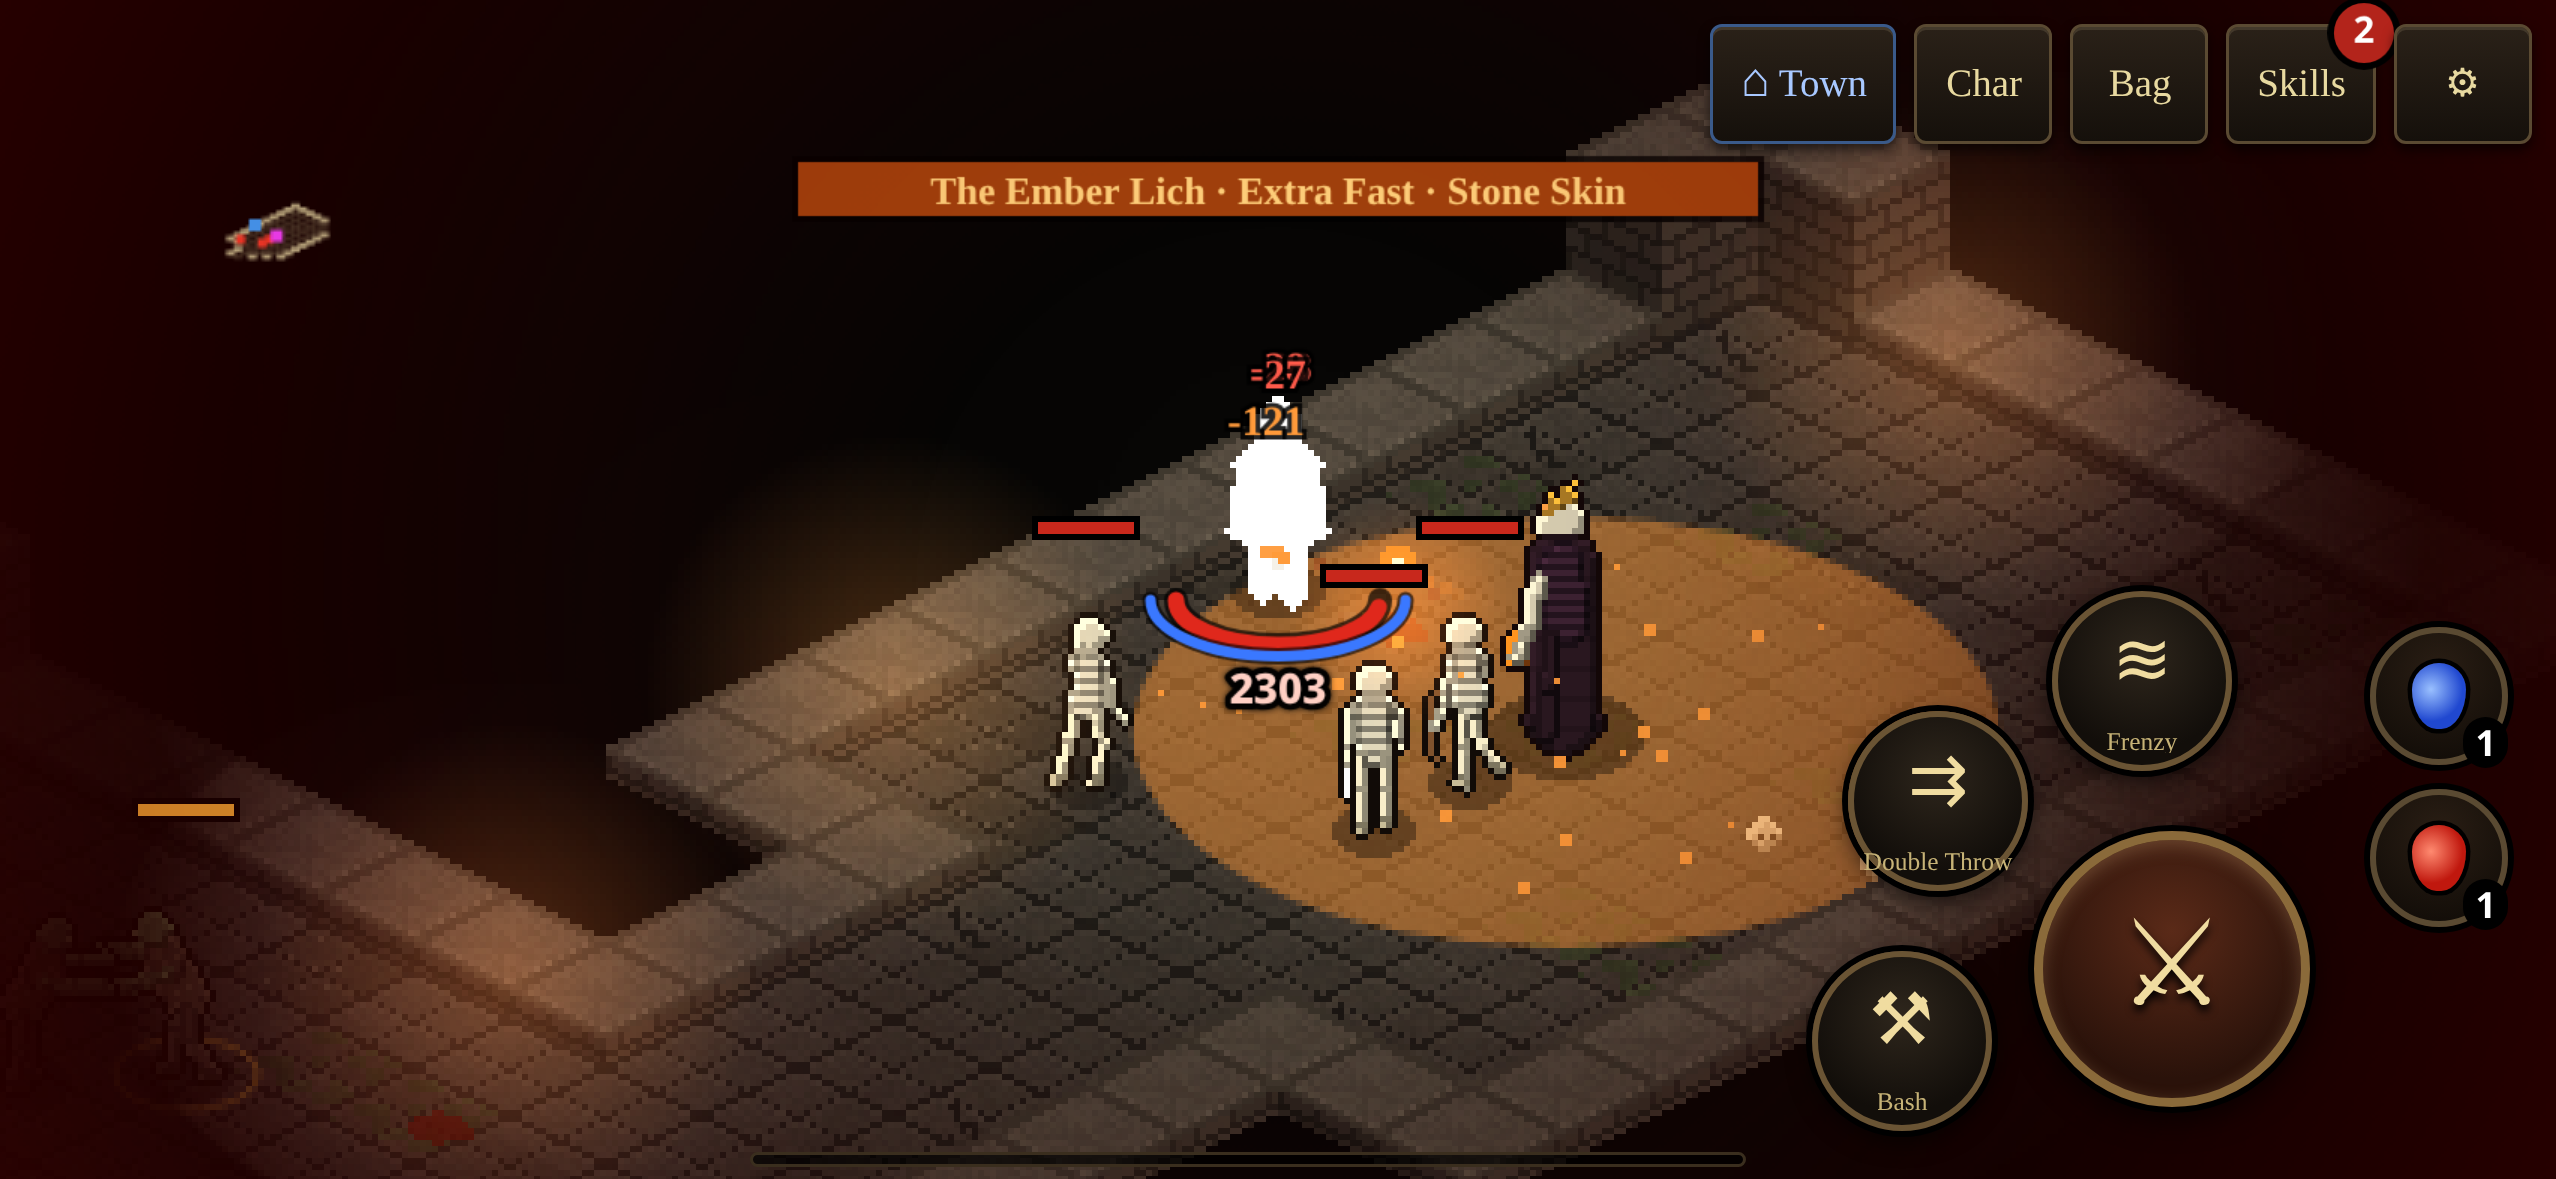 2
⌂ Town
Char
Bag
Skills
The Ember Lich · Extra Fast · Stone Skin
-27
-121
2303
Frenzy
1
Double Throw
1
Bash